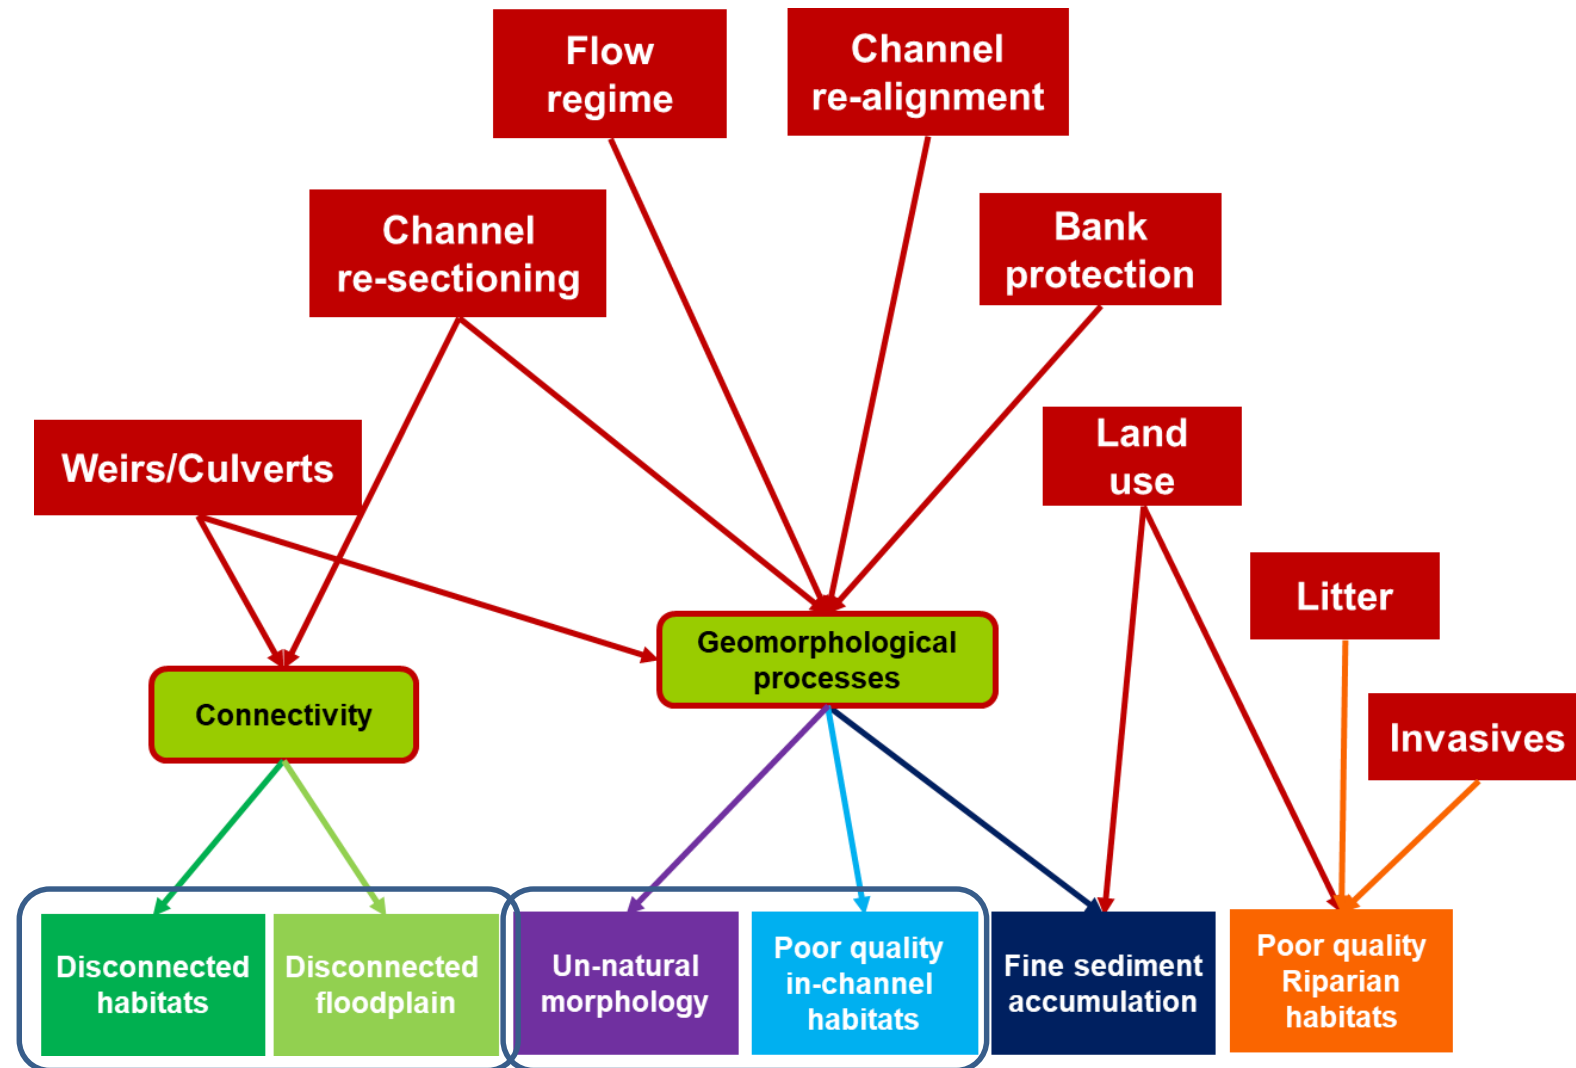 Flow
regime
Channel
re-alignment
Channel
re-sectioning
Bank
protection
Weirs/Culverts
Land
use
Litter
Geomorphological
processes
Connectivity
Invasives
Disconnected
habitats
Disconnected
floodplain
Un-natural
morphology
Poor quality
in-channel
habitats
Fine sediment
accumulation
Poor quality
Riparian
habitats